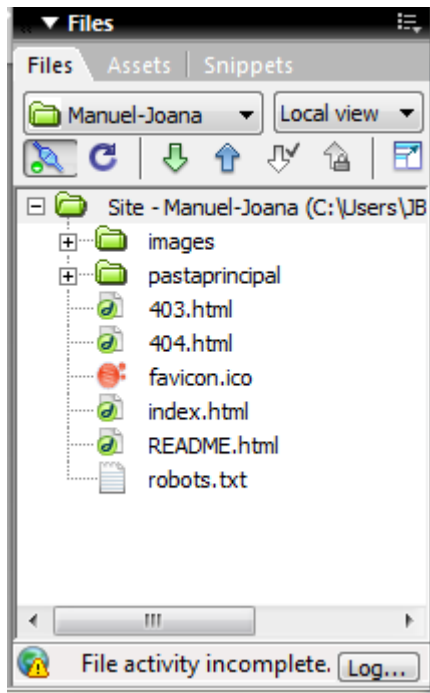 Files
Files Assets Snippets
Manuel-Joana Local view
Site - Manuel-Joana (C:\Users\JB
images
pastaprincipal
403.html
404.html
favicon.ico
index.html
README.html
robots.txt
File activity incomplete. Log...